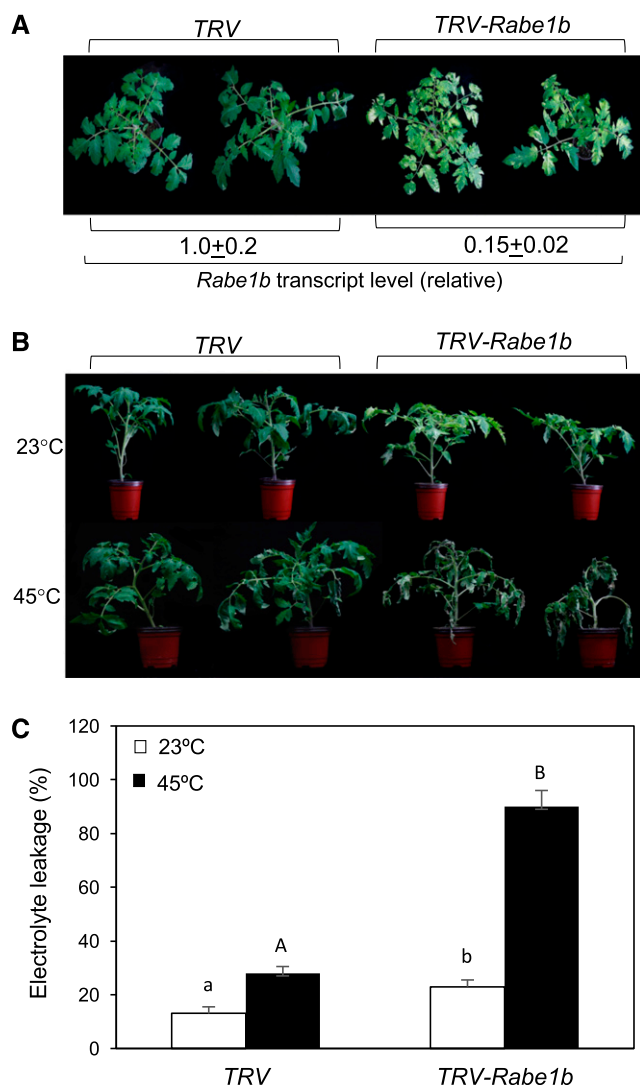 A
TRV TRV-Rabe1b
1.0±0.2 0.15±0.02
Rabe1b transcript level (relative)
B
TRV TRV-Rabe1b
23°C
45°C
C
Electrolyte leakage (%)
120
100
80
60
40
20
0
23ºC
45ºC
a
A
b
B
TRV TRV-Rabe1b